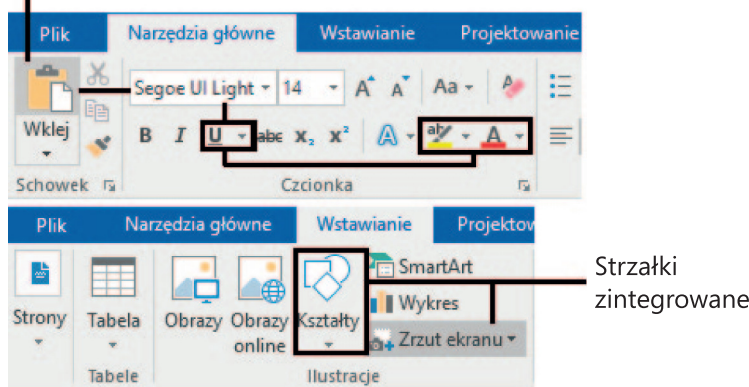 Plik Narzędzia główne Wstawianie Projektowanie
Segoe UI Light 14 A A Aa
Wklej B I U abc X₂ X² A ab A
Schowek Czcionka
Plik Narzędzia główne Wstawianie Projektow
Strony Tabela Obrazy Obrazy online Kształty SmartArt
Wykres
Zrzut ekranu
Tabele Ilustracje
Strzałki
zintegrowane